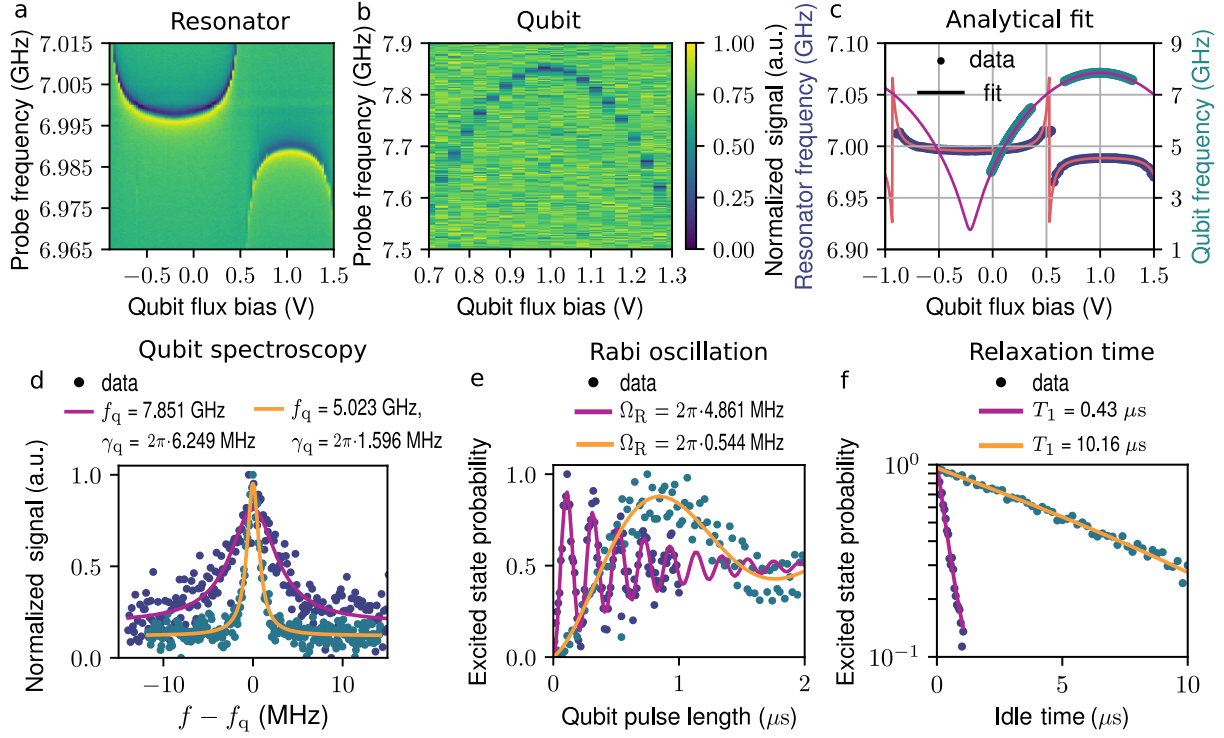 a
Resonator
7.015
7.005
6.995
6.985
6.975
6.965
Probe frequency (GHz)
−0.5
0.0
0.5
1.0
1.5
Qubit flux bias (V)
b
Qubit
7.9
7.8
7.7
7.6
7.5
Probe frequency (GHz)
0.7
0.8
0.9
1.0
1.1
1.2
1.3
Qubit flux bias (V)
1.00
0.75
0.50
0.25
0.00
Normalized signal (a.u.)
c
Analytical fit
data
fit
7.10
7.05
7.00
6.95
6.90
Resonator frequency (GHz)
9
7
5
3
1
Qubit frequency (GHz)
−1.0
−0.5
0.0
0.5
1.0
1.5
Qubit flux bias (V)
Qubit spectroscopy
d
data
f_q = 7.851 GHz
γ_q = 2π·6.249 MHz
f_q = 5.023 GHz,
γ_q = 2π·1.596 MHz
1.0
0.5
0.0
Normalized signal (a.u.)
−10
0
10
f − f_q (MHz)
Rabi oscillation
e
data
Ω_R = 2π·4.861 MHz
Ω_R = 2π·0.544 MHz
1.0
0.5
0.0
Excited state probability
0
1
2
Qubit pulse length (μs)
Relaxation time
f
data
T_1 = 0.43 μs
T_1 = 10.16 μs
10^0
10^−1
Excited state probability
0
5
10
Idle time (μs)